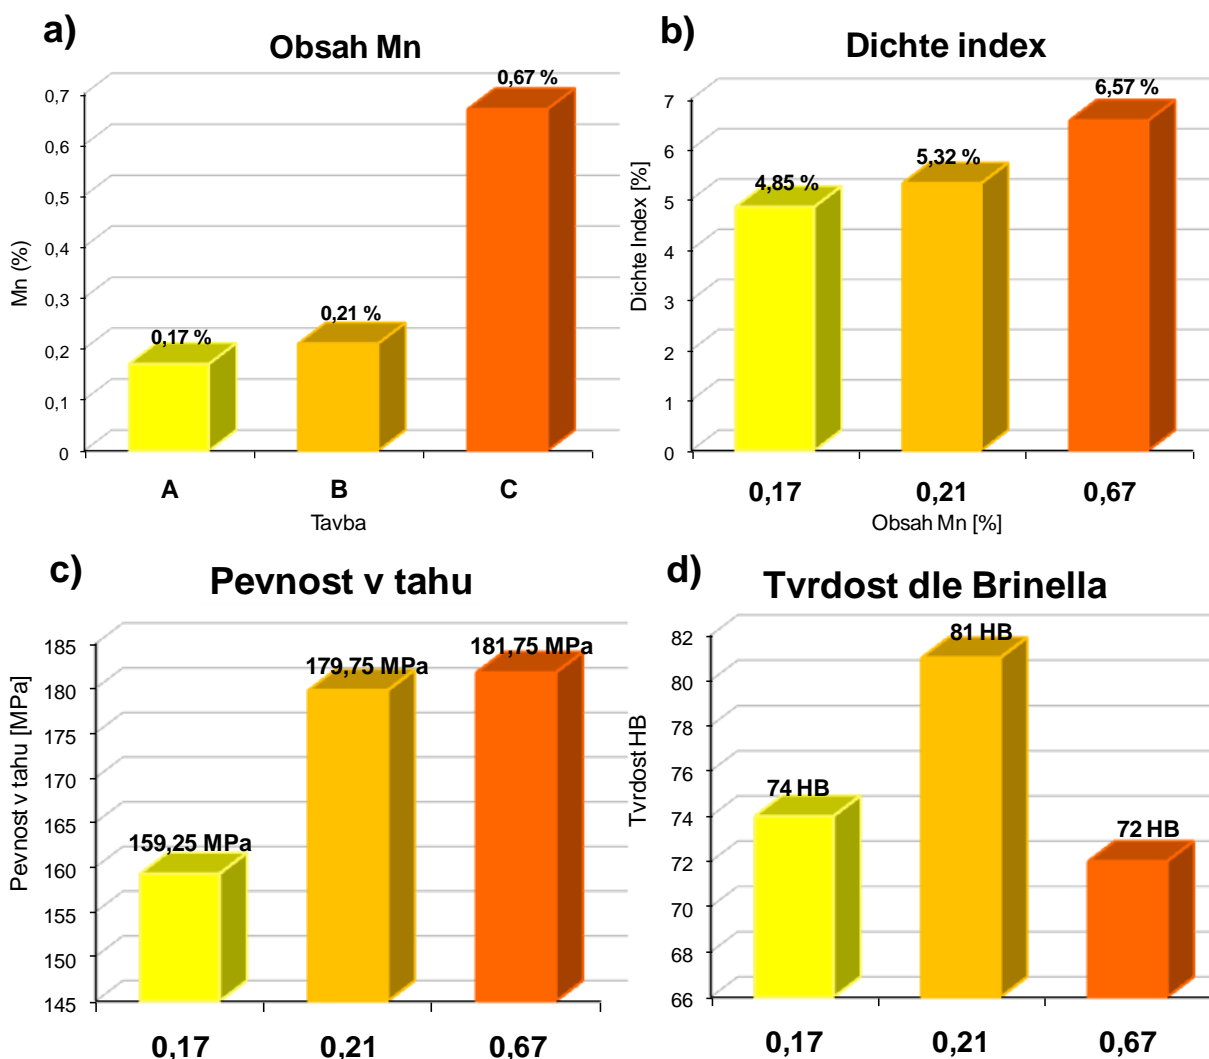 a)
Obsah Mn
Mn (%)
0,7
0,6
0,5
0,4
0,3
0,2
0,1
0
0,17 %
0,21 %
0,67 %
A B C
Tavba
b)
Dichte index
Dichte Index [%]
7
6
5
4
3
2
1
0
4,85 %
5,32 %
6,57 %
0,17 0,21 0,67
Obsah Mn [%]
c)
Pevnost v tahu
Pevnost v tahu [MPa]
185
180
175
170
165
160
155
150
145
159,25 MPa
179,75 MPa
181,75 MPa
0,17 0,21 0,67
d)
Tvrdost dle Brinella
Tvrdost HB
82
80
78
76
74
72
70
68
66
74 HB
81 HB
72 HB
0,17 0,21 0,67